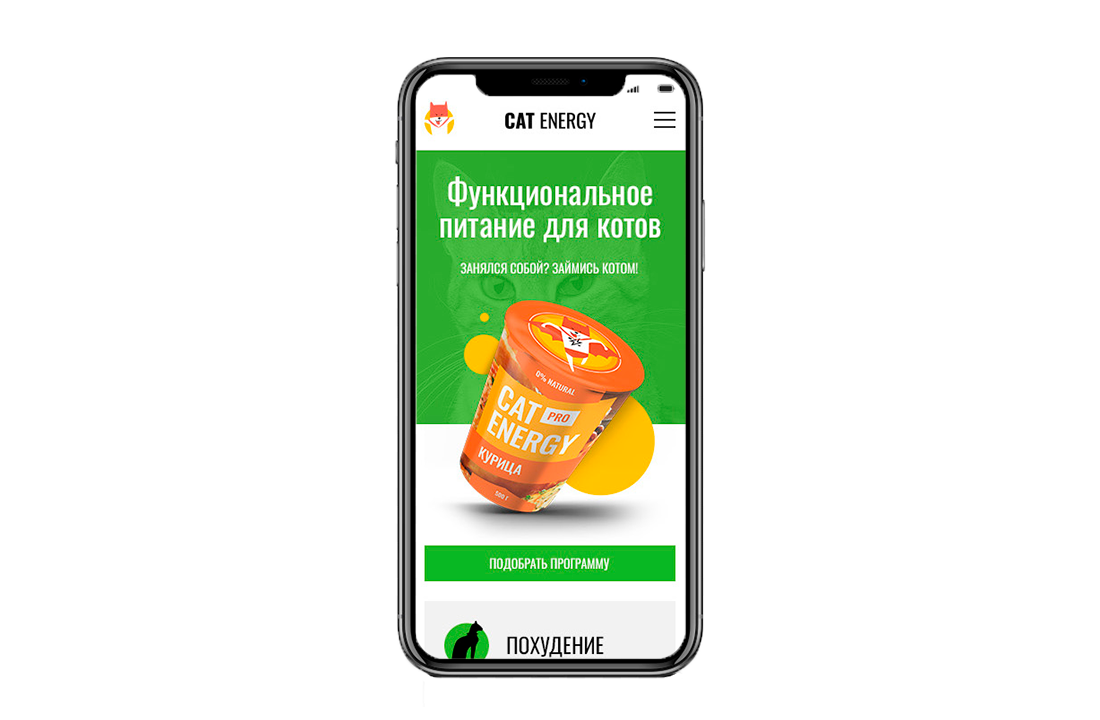 CAT ENERGY
Функциональное
питание для котов
ЗАНЯЛСЯ СОБОЙ? ЗАЙМИСЬ КОТОМ!
0% NATURAL
CAT PRO
ENERGY
КУРИЦА
500 Г
ПОДОБРАТЬ ПРОГРАММУ
ПОХУДЕНИЕ